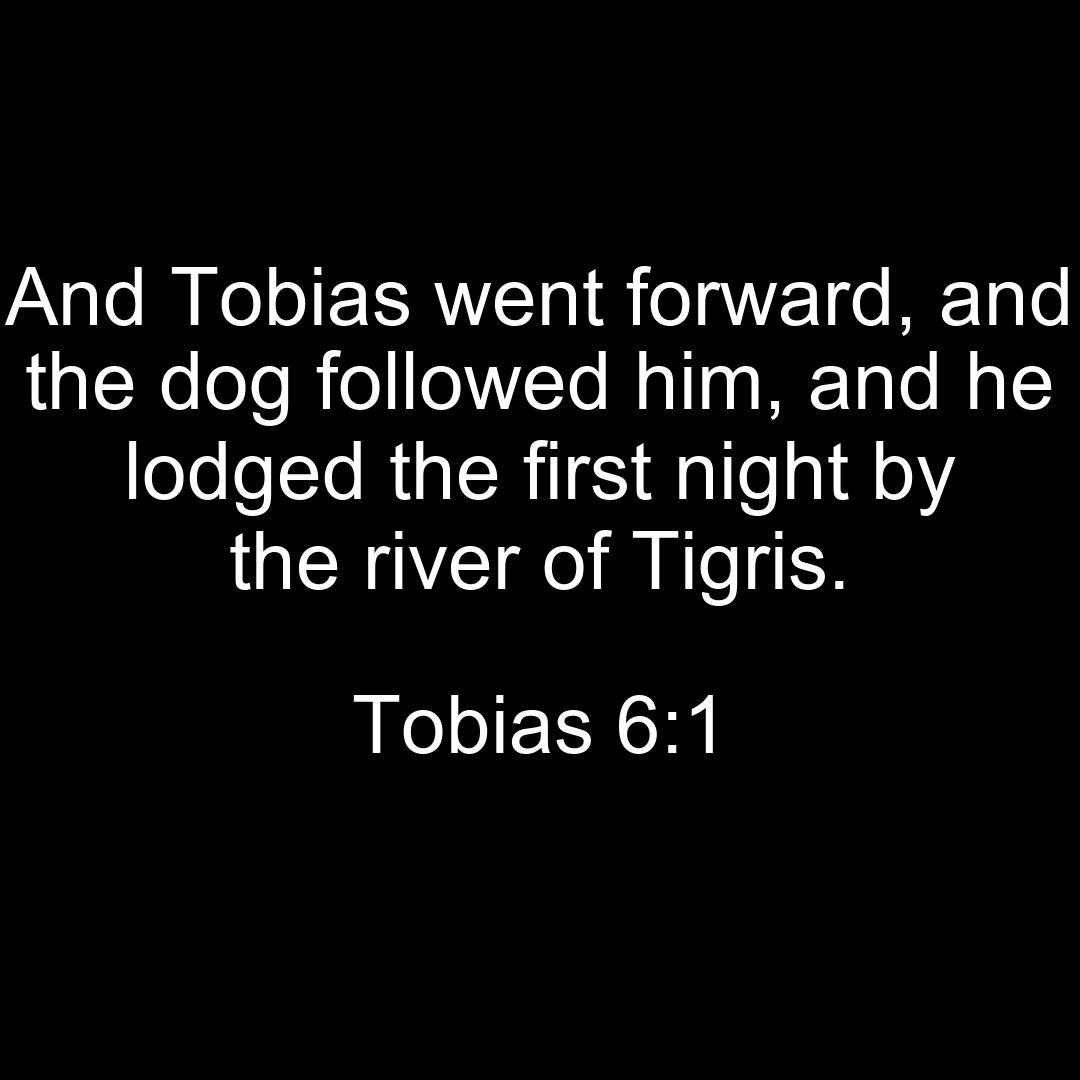 And Tobias went forward, and
the dog followed him, and he
lodged the first night by
the river of Tigris.
Tobias 6:1